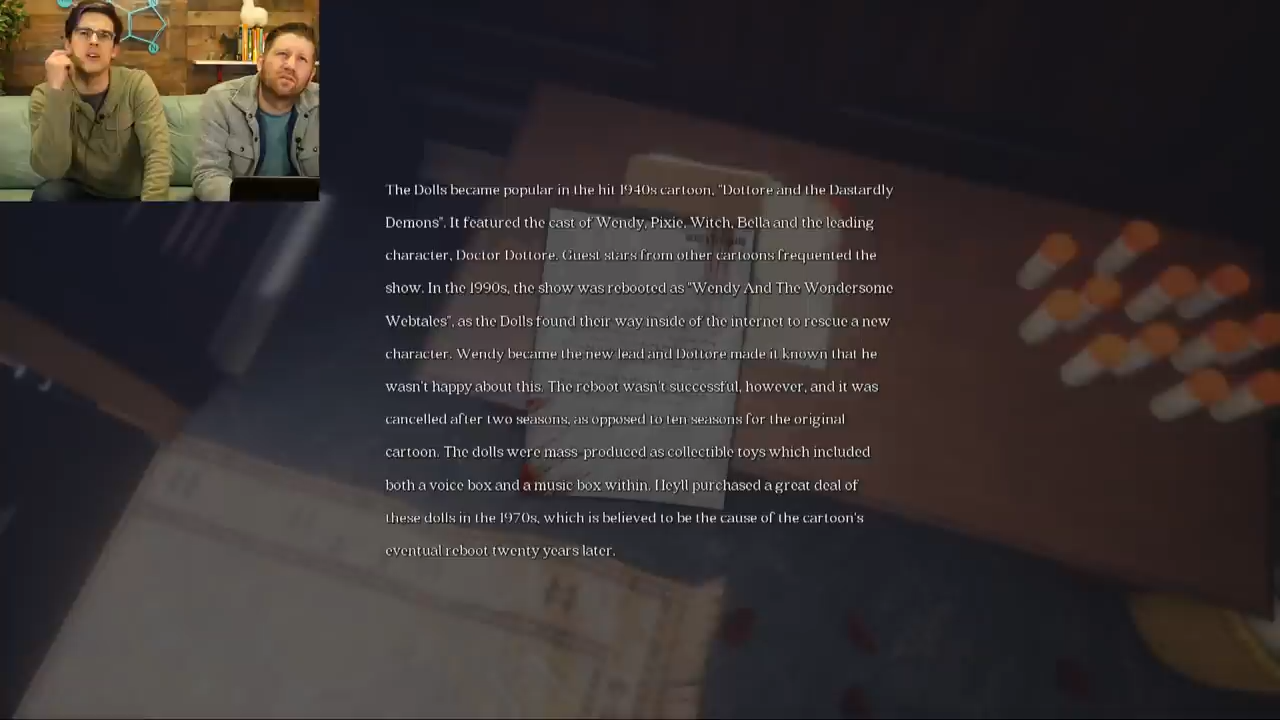 The Dolls became popular in the hit 1940s cartoon, "Dottore and the Dastardly
Demons". It featured the cast of Wendy, Pixie, Witch, Bella and the leading
character, Doctor Dottore. Guest stars from other cartoons frequented the
show. In the 1990s, the show was rebooted as "Wendy And The Wondersome
Webtales", as the Dolls found their way inside of the internet to rescue a new
character. Wendy became the new lead and Dottore made it known that he
wasn't happy about this. The reboot wasn't successful, however, and it was
cancelled after two seasons, as opposed to ten seasons for the original
cartoon. The dolls were mass-produced as collectible toys which included
both a voice box and a music box within. Heyll purchased a great deal of
these dolls in the 1970s, which is believed to be the cause of the cartoon's
eventual reboot twenty years later.